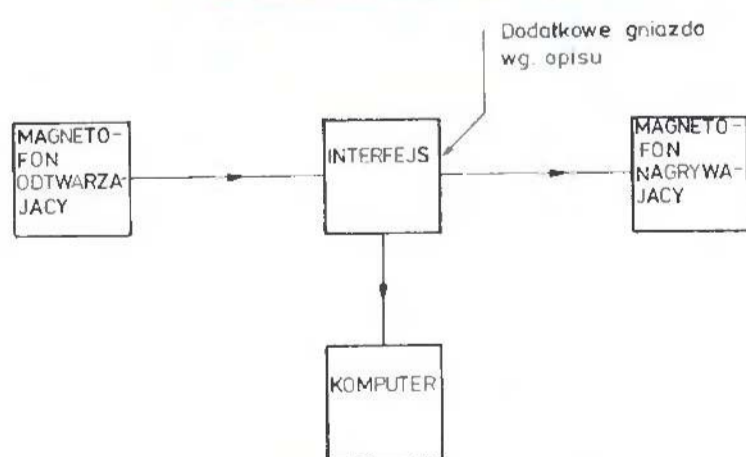 Dodatkowe gniazdo
wg. opisu
MAGNETO-
FON
ODTWARZA-
JACY
INTERFEJS
MAGNETO-
FON
NAGRYWA-
JACY
KOMPUTER